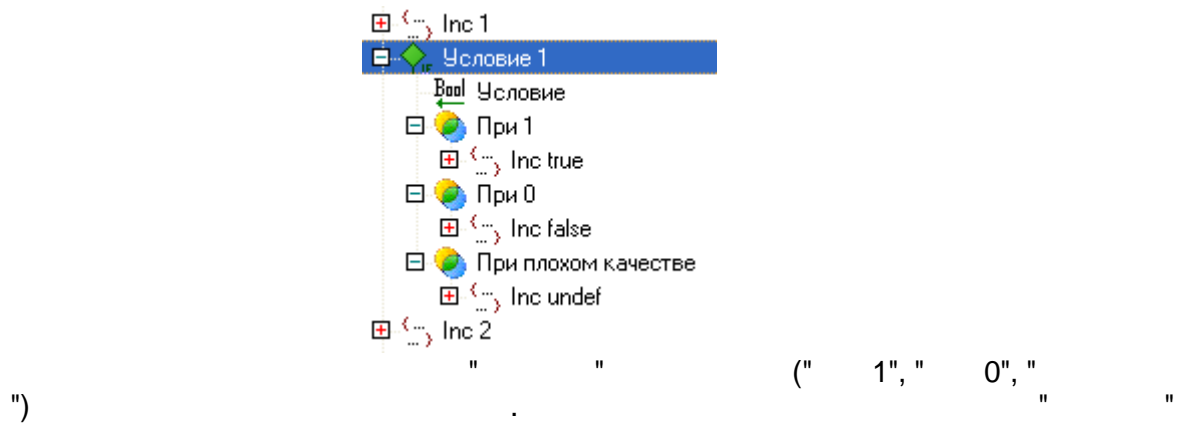 Inc 1
Условие 1
Bool Условие
При 1
Inc true
При 0
Inc false
При плохом качестве
Inc undef
Inc 2
" " (" 1", " 0", "
") . " "